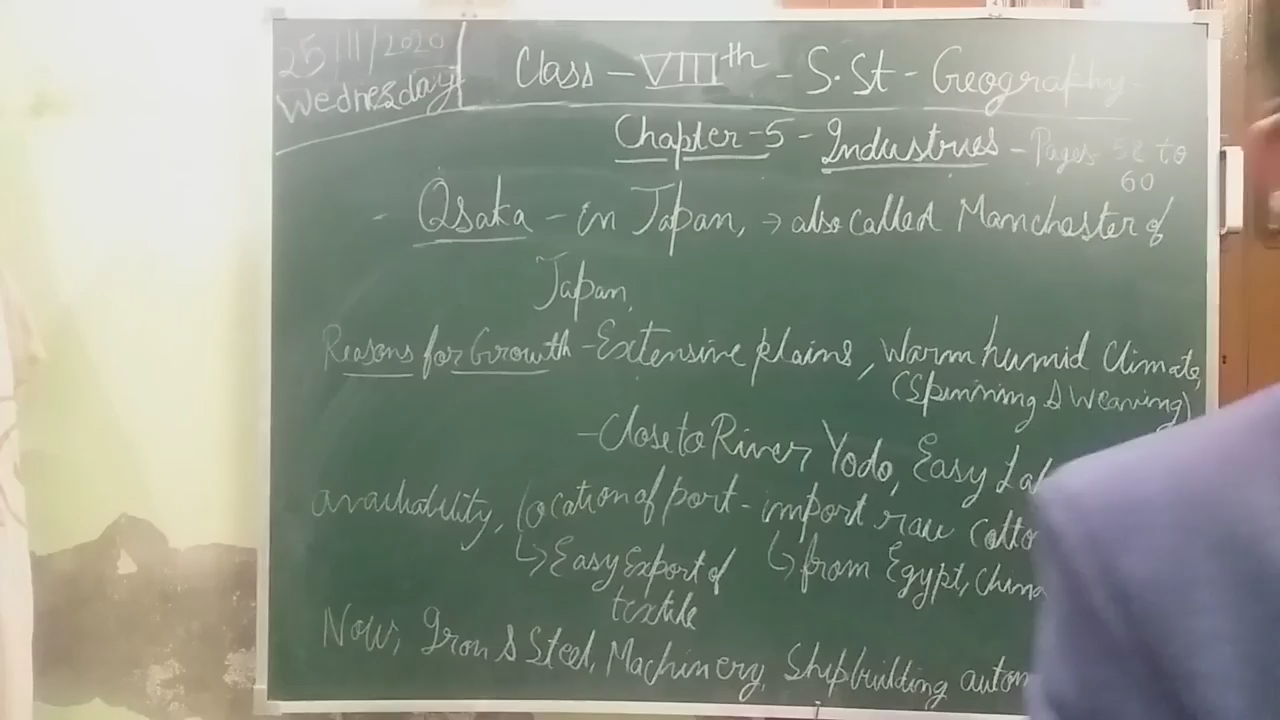 25/11/2020
Wednesday
Class - VIIIth - S.St - Geography -
Chapter-5 - Industries - Pages 58 to
60
- Osaka - in Japan, → also called Manchester of
Japan,
Reasons for Growth - Extensive plains, Warm humid Climate,
(Spinning & Weaving)
- Close to River Yodo, Easy
availability, location of port - import raw
↳ Easy Export of ↳ from Egypt, China
textile
Now, Iron & Steel, Machinery, Shipbuilding